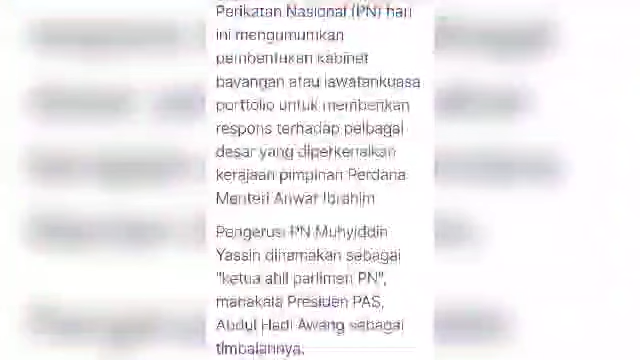 Perikatan Nasional (PN) hari
ini mengumumkan
pembentukan kabinet
bayangan atau jawatankuasa
portfolio untuk memberikan
respons terhadap pelbagai
desar yang diperkenalkan
kerajaan pimpinan Perdana
Menteri Anwar Ibrahim
Pengerusi PN Muhyiddin
Yassin dinamakan sebagai
"ketua ahli parlimen PN",
manakala Presiden PAS,
Abdul Hadi Awang sebagai
timbalannya.